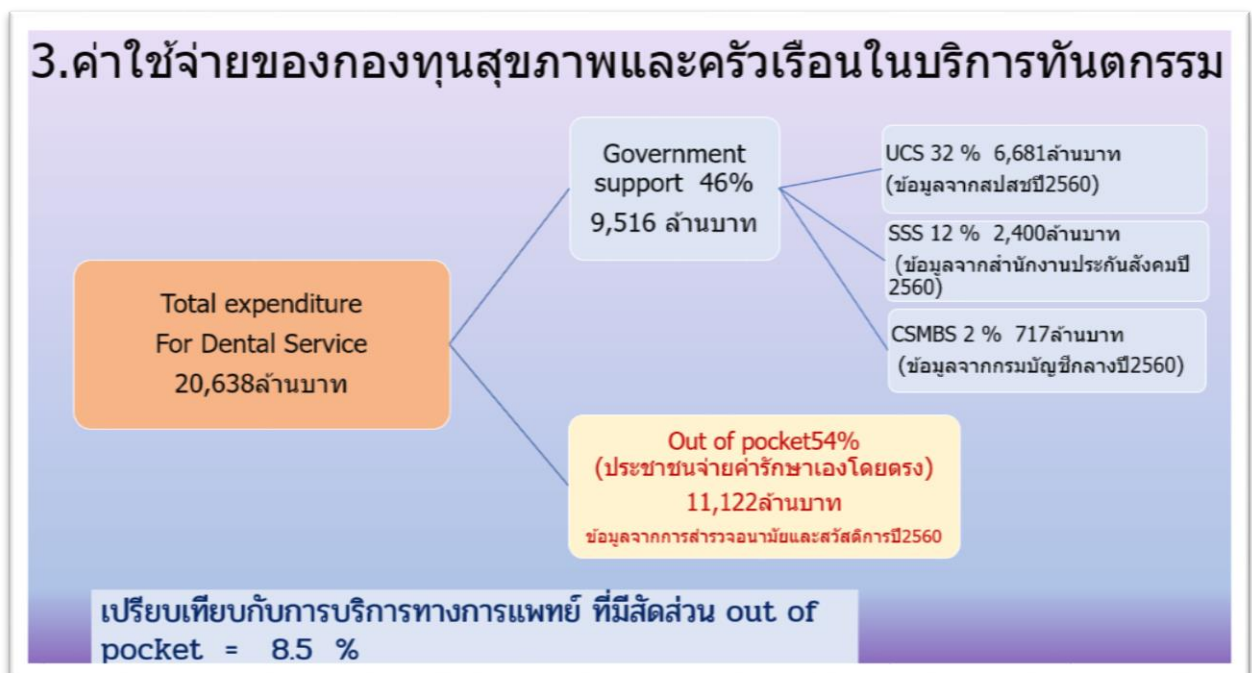 3.ค่าใช้จ่ายของกองทุนสุขภาพและครัวเรือนในบริการทันตกรรม
Total expenditure
For Dental Service
20,638ล้านบาท
Government
support 46%
9,516 ล้านบาท
UCS 32 % 6,681ล้านบาท
(ข้อมูลจากสปสชปี2560)
SSS 12 % 2,400ล้านบาท
(ข้อมูลจากสำนักงานประกันสังคมปี
2560)
CSMBS 2 % 717ล้านบาท
(ข้อมูลจากกรมบัญชีกลางปี2560)
Out of pocket54%
(ประชาชนจ่ายค่ารักษาเองโดยตรง)
11,122ล้านบาท
ข้อมูลจากการสำรวจอนามัยและสวัสดิการปี2560
เปรียบเทียบกับการบริการทางการแพทย์ ที่มีสัดส่วน out of
pocket = 8.5 %